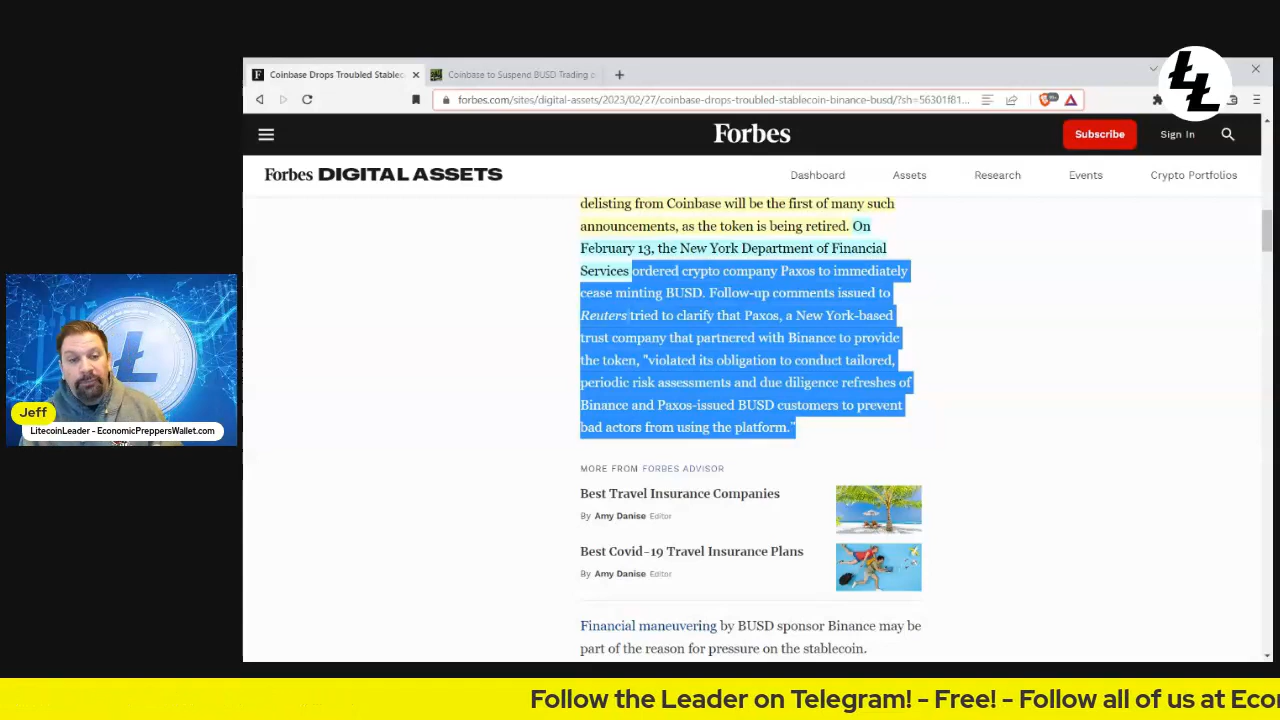 Coinbase Drops Troubled Stablec
Coinbase to Suspend BUSD Trading
forbes.com/sites/digital-assets/2023/02/27/coinbase-drops-troubled-stablecoin-binance-busd/?sh=56301f81...
Forbes
Subscribe
Sign In
Forbes DIGITAL ASSETS
Dashboard
Assets
Research
Events
Crypto Portfolios
delisting from Coinbase will be the first of many such
announcements, as the token is being retired. On
February 13, the New York Department of Financial
Services ordered crypto company Paxos to immediately
cease minting BUSD. Follow-up comments issued to
Reuters tried to clarify that Paxos, a New York-based
trust company that partnered with Binance to provide
the token, "violated its obligation to conduct tailored,
periodic risk assessments and due diligence refreshes of
Binance and Paxos-issued BUSD customers to prevent
bad actors from using the platform."
MORE FROM FORBES ADVISOR
Best Travel Insurance Companies
By Amy Danise Editor
Best Covid-19 Travel Insurance Plans
By Amy Danise Editor
Financial maneuvering by BUSD sponsor Binance may be
part of the reason for pressure on the stablecoin.
Jeff
LitecoinLeader - EconomicPreppersWallet.com
Follow the Leader on Telegram! - Free! - Follow all of us at Eco